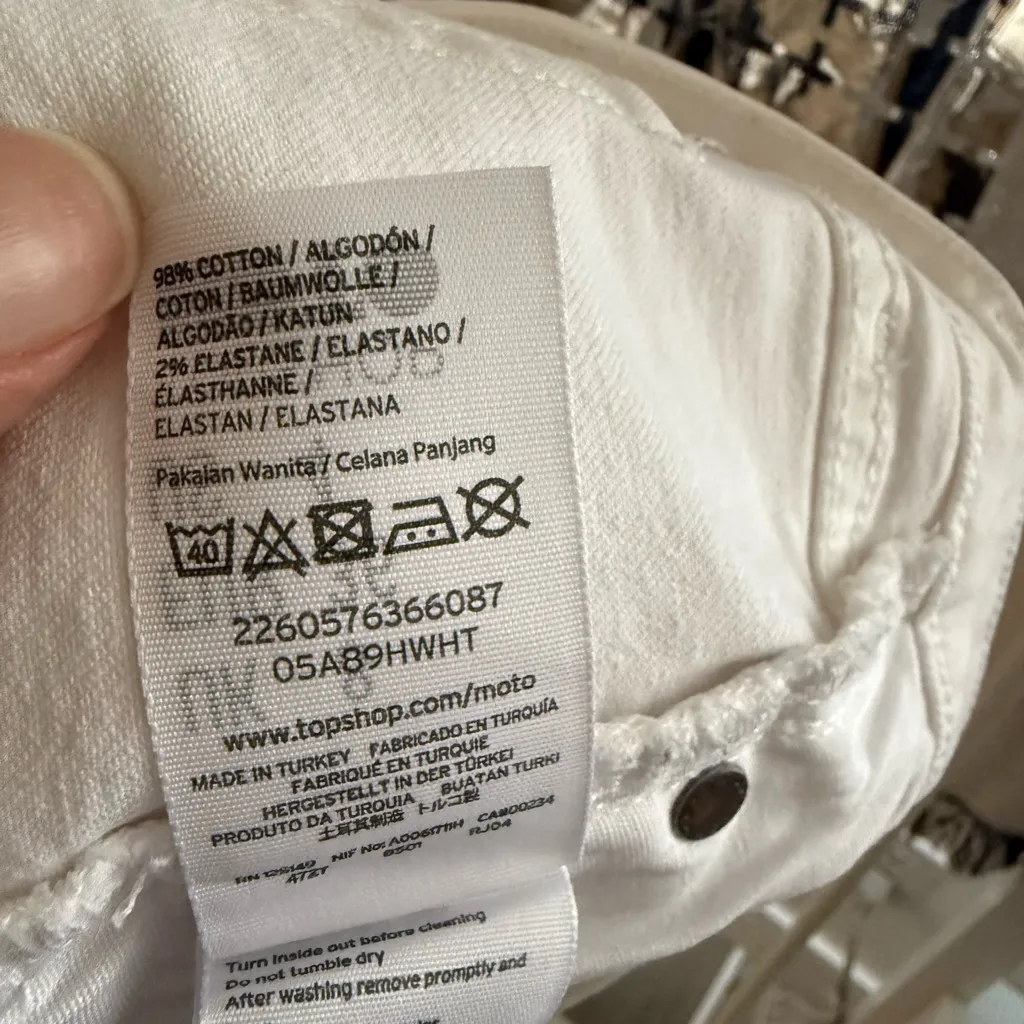 98% COTTON / ALGODÓN /
COTON / BAUMWOLLE /
ALGODÃO / KATUN
2% ELASTANE / ELASTANO /
ÉLASTHANNE /
ELASTAN / ELASTANA
Pakaian Wanita / Celana Panjang
40
2260576366087
05A89HWHT
www.topshop.com/moto
MADE IN TURKEY FABRICADO EN TURQUÍA
FABRIQUÉ EN TURQUIE
HERGESTELLT IN DER TÜRKEI
PRODUTO DA TURQUIA BUATAN TURKI
土耳其制造 トルコ製
NIF No:
RJ04
Turn inside out before cleaning
Do not tumble dry
After washing remove promptly and